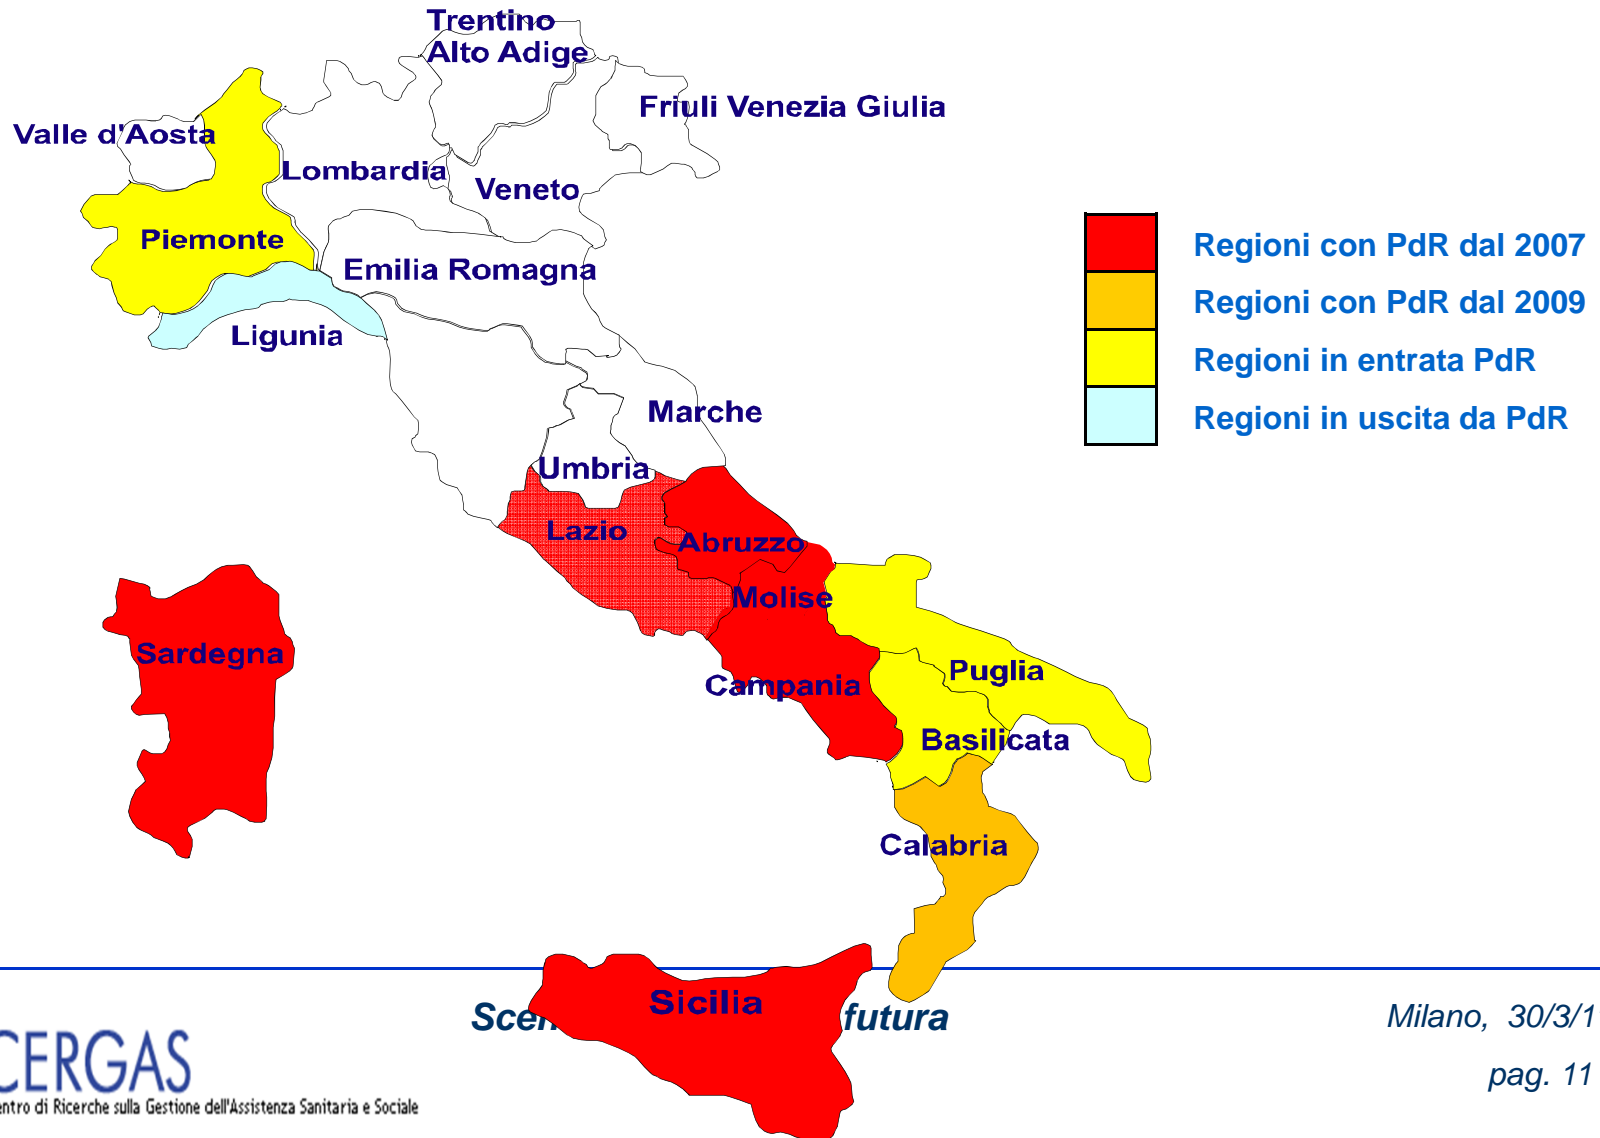 Trentino
Alto Adige
Friuli Venezia Giulia
Valle d'Aosta
Lombardia
Veneto
Piemonte
Emilia Romagna
Ligunia
Marche
Umbria
Lazio
Abruzzo
Molise
Sardegna
Campania
Puglia
Basilicata
Calabria
Sicilia
Regioni con PdR dal 2007
Regioni con PdR dal 2009
Regioni in entrata PdR
Regioni in uscita da PdR
futura
Milano, 30/3/1
pag. 11
CERGAS
entro di Ricerche sulla Gestione dell'Assistenza Sanitaria e Sociale